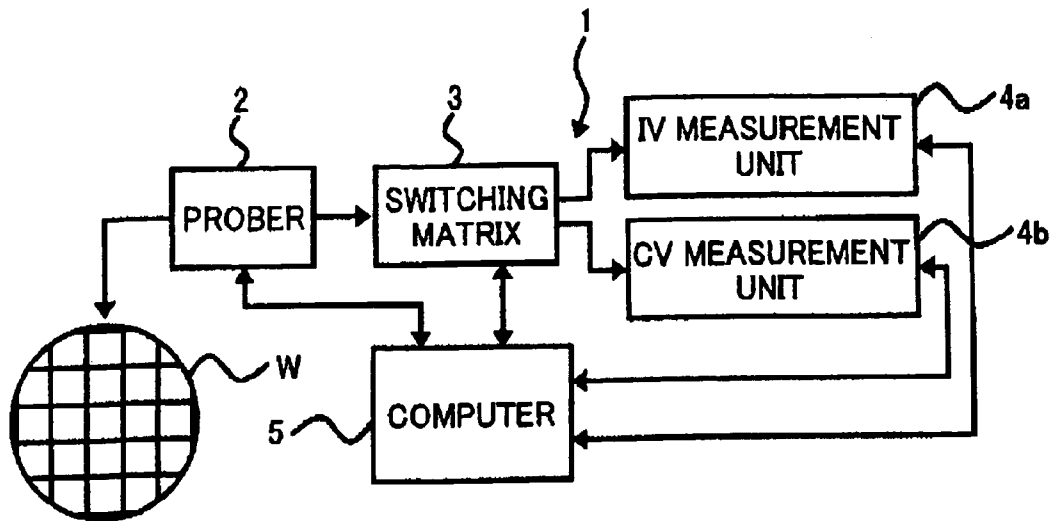 1
2
3
4a
IV MEASUREMENT
UNIT
PROBER
SWITCHING
MATRIX
4b
CV MEASUREMENT
UNIT
W
5
COMPUTER